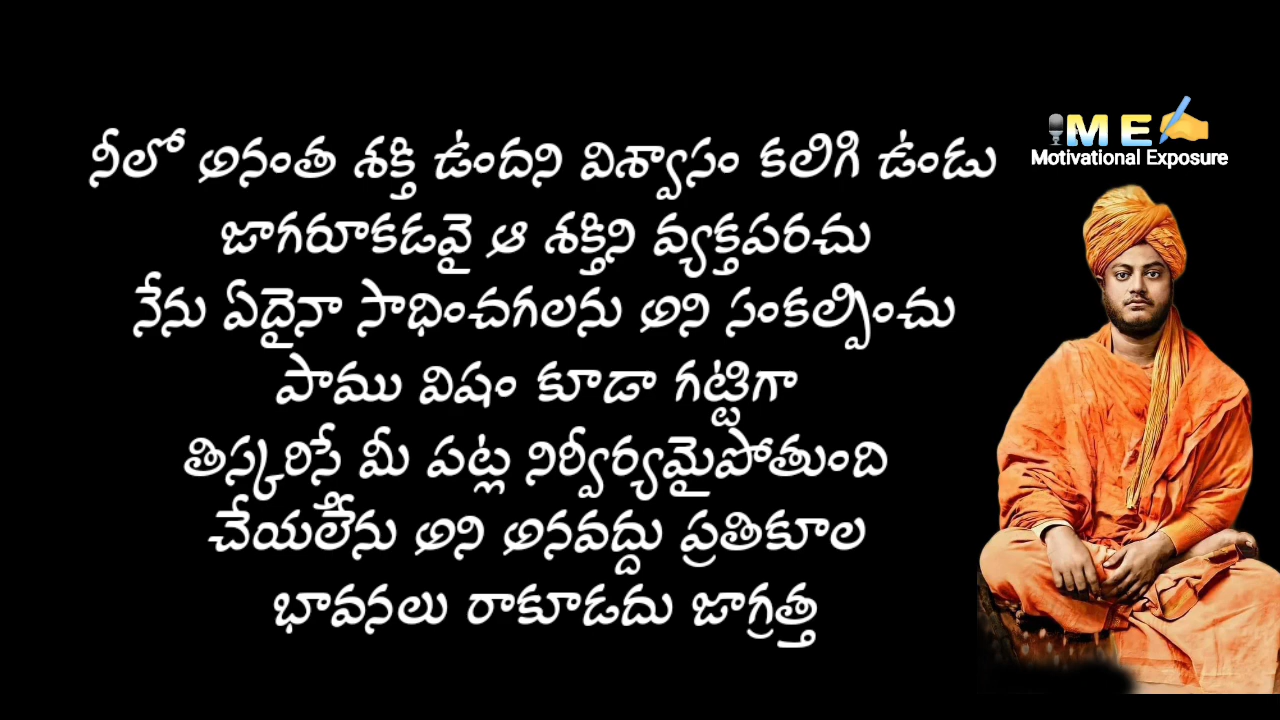 నీలో అనంత శక్తి ఉందని విశ్వాసం కలిగి ఉండు
జాగరూకడవై ఆ శక్తిని వ్యక్తపరచు
నేను ఏదైనా సాధించగలను అని సంకల్పించు
పాము విషం కూడా గట్టిగా
తిస్కరిస్తే మీ పట్ల నిర్వీర్యమైపోతుంది
చేయలేను అని అనవద్దు ప్రతికూల
భావనలు రాకూడదు జాగ్రత్త
M E
Motivational Exposure